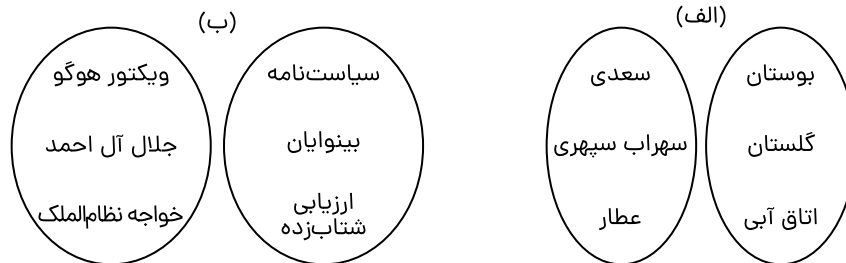 (الف)
بوستان
گلستان
اتاق آبی
سعدی
سهراب سپهری
عطار
(ب)
سیاست‌نامه
بینوایان
ارزیابی
شتاب‌زده
ویکتور هوگو
جلال آل احمد
خواجه نظام‌الملک